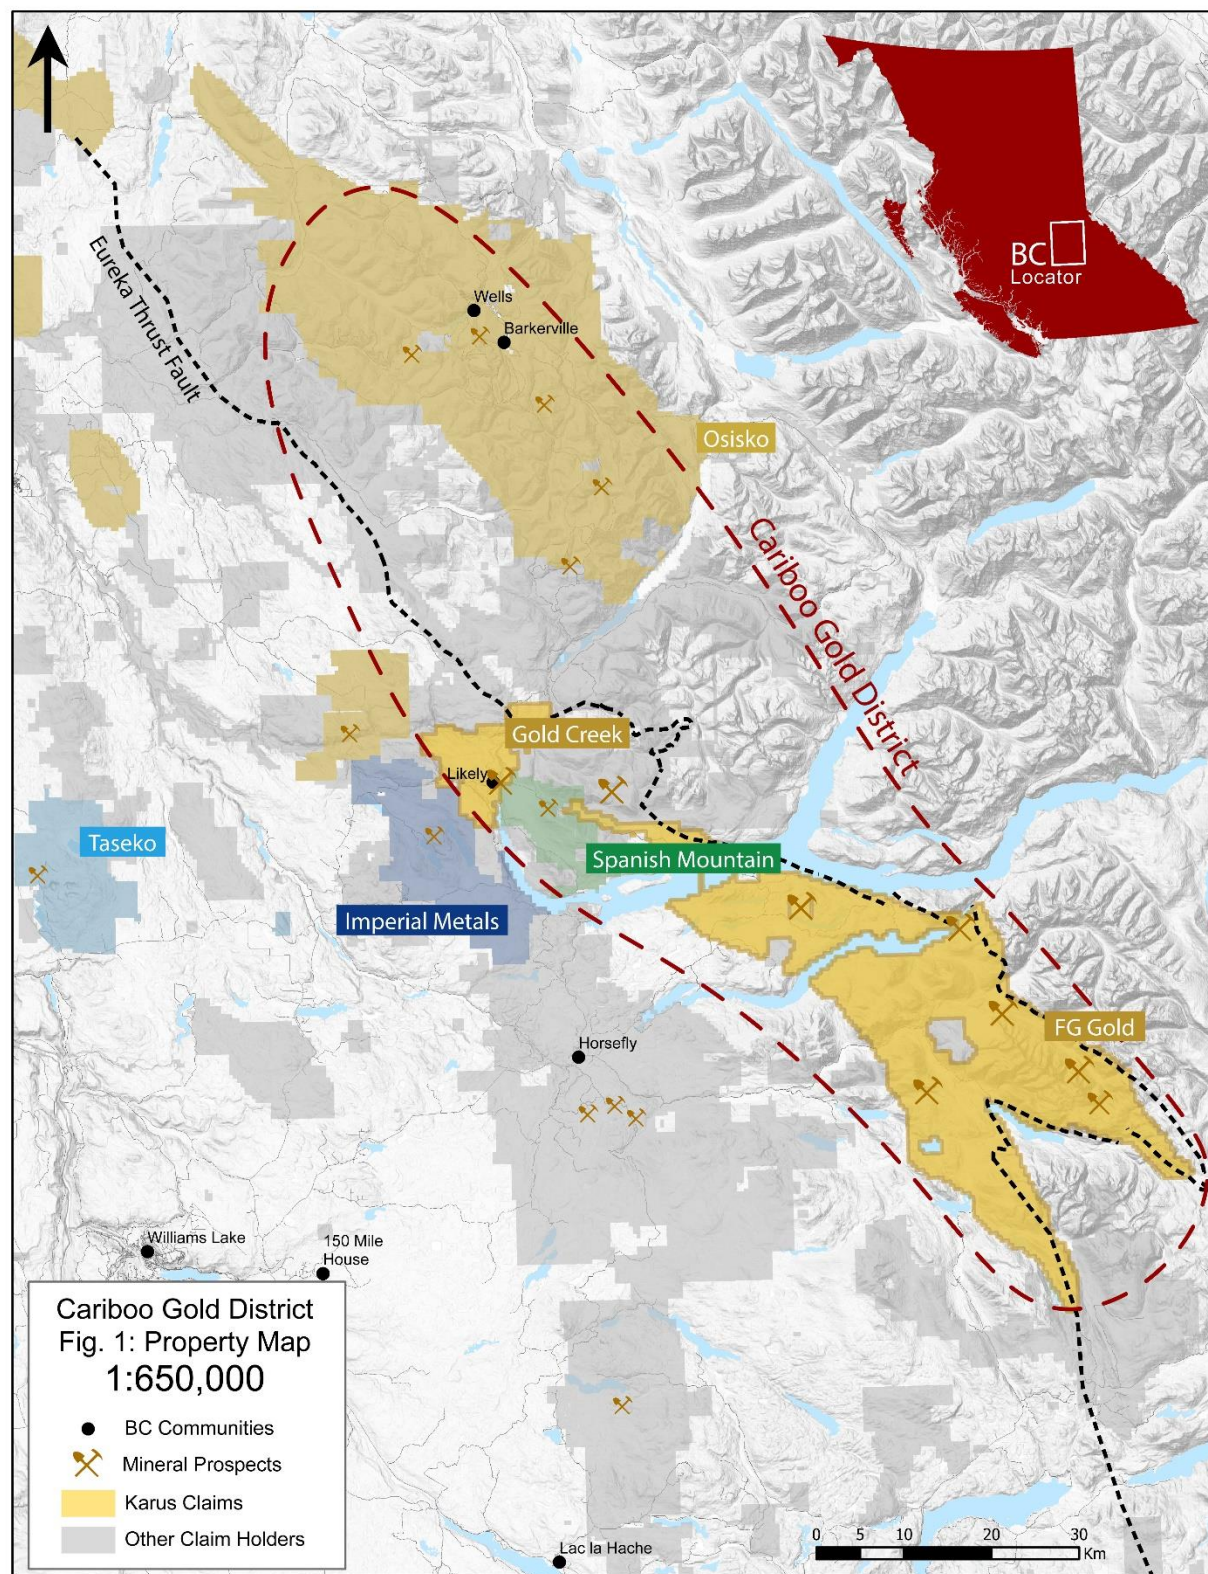 BC
Locator
Eureka Thrust Fault
Wells
Barkerville
Osisko
Cariboo Gold District
Gold Creek
Likely
Taseko
Spanish Mountain
Imperial Metals
FG Gold
Horsefly
Williams Lake
150 Mile
House
Cariboo Gold District
Fig. 1: Property Map
1:650,000
BC Communities
Mineral Prospects
Karus Claims
Other Claim Holders
Lac la Hache
0 5 10 20 30
Km